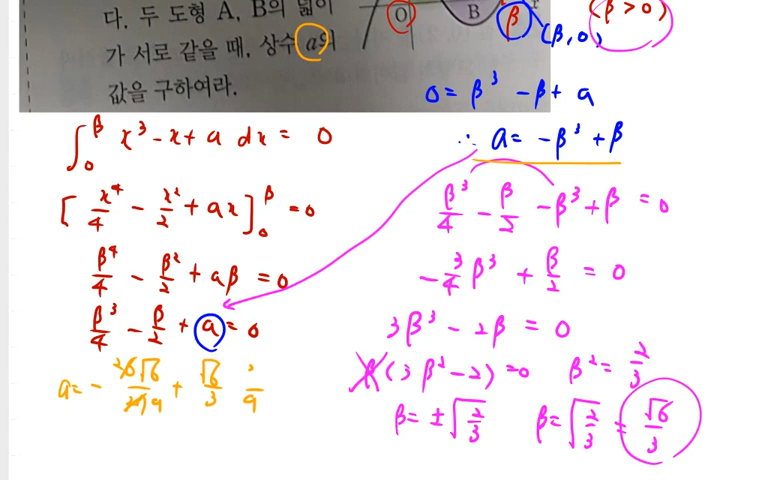 다. 두 도형 A, B의 넓이
가 서로 같을 때, 상수 a의
값을 구하여라.
O
B
β
(β, 0)
(β > 0)
0 = β³ - β + a
∴ a = -β³ + β
∫₀^β x³ - x + a dx = 0
[ x⁴/4 - x²/2 + ax ]₀^β = 0
β⁴/4 - β²/2 + aβ = 0
β³/4 - β/2 + a = 0
β³/4 - β/2 - β³ + β = 0
-3/4 β³ + β/2 = 0
3β³ - 2β = 0
β(3β² - 2) = 0 β² = 2/3
β = ±√(2/3) β = √(2/3) = √6/3